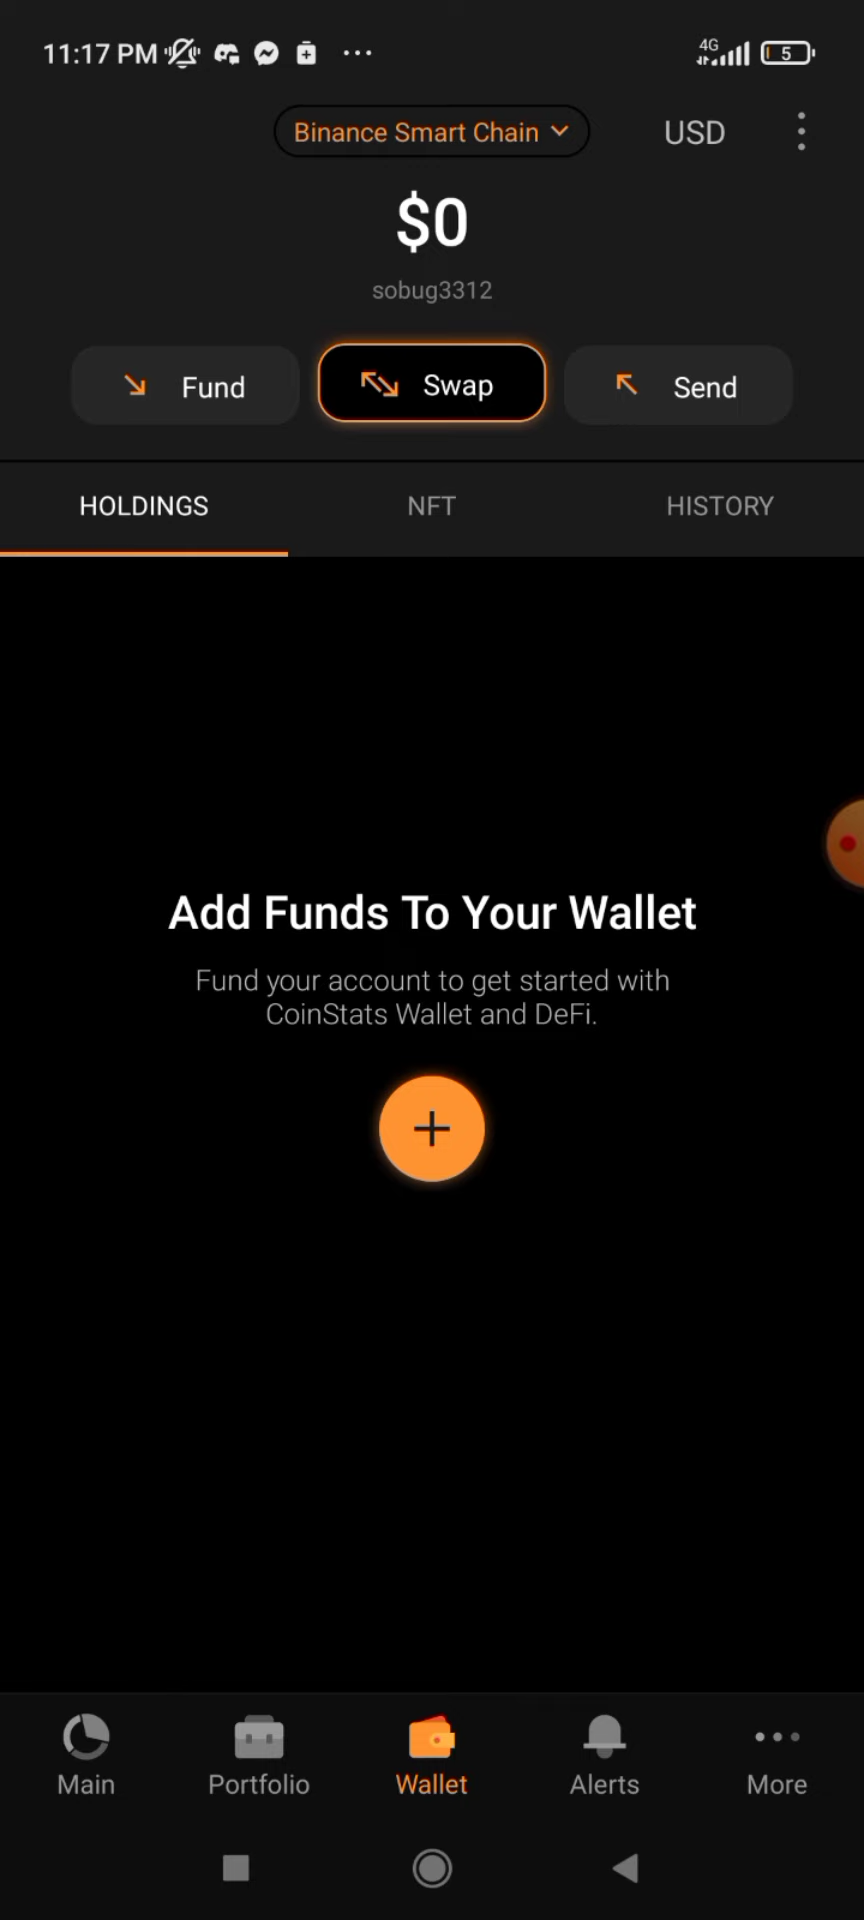 11:17 PM 4G 5
Binance Smart Chain USD
$0
sobug3312
Fund Swap Send
HOLDINGS NFT HISTORY
Add Funds To Your Wallet
Fund your account to get started with
CoinStats Wallet and DeFi.
Main Portfolio Wallet Alerts More